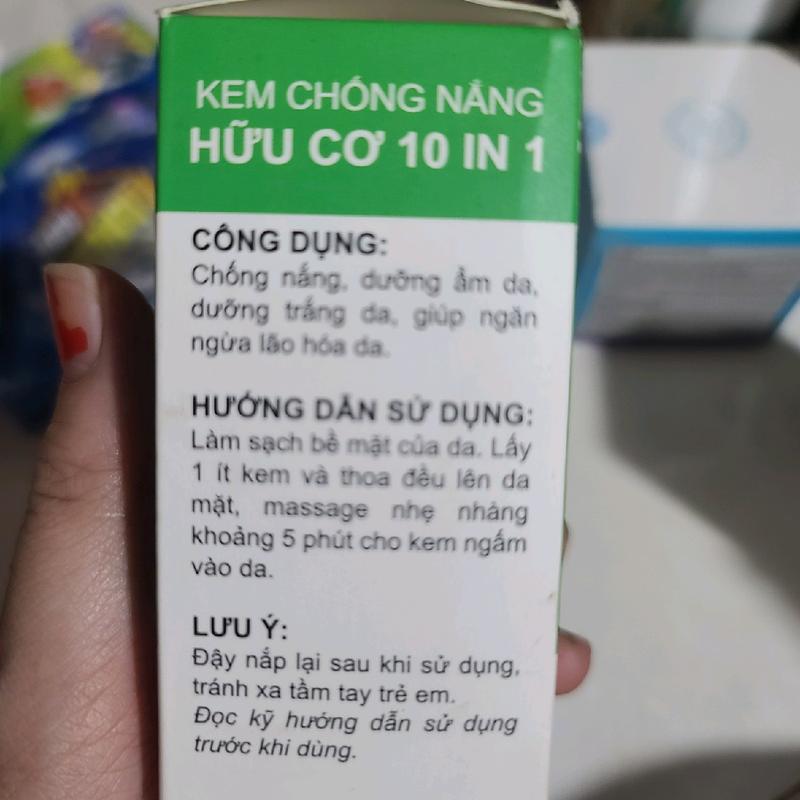 KEM CHỐNG NẮNG
HỮU CƠ 10 IN 1
CÔNG DỤNG:
Chống nắng, dưỡng ẩm da,
dưỡng trắng da, giúp ngăn
ngừa lão hóa da.
HƯỚNG DẪN SỬ DỤNG:
Làm sạch bề mặt của da. Lấy
1 ít kem và thoa đều lên da
mặt, massage nhẹ nhàng
khoảng 5 phút cho kem ngấm
vào da.
LƯU Ý:
Đậy nắp lại sau khi sử dụng,
tránh xa tầm tay trẻ em.
Đọc kỹ hướng dẫn sử dụng
trước khi dùng.